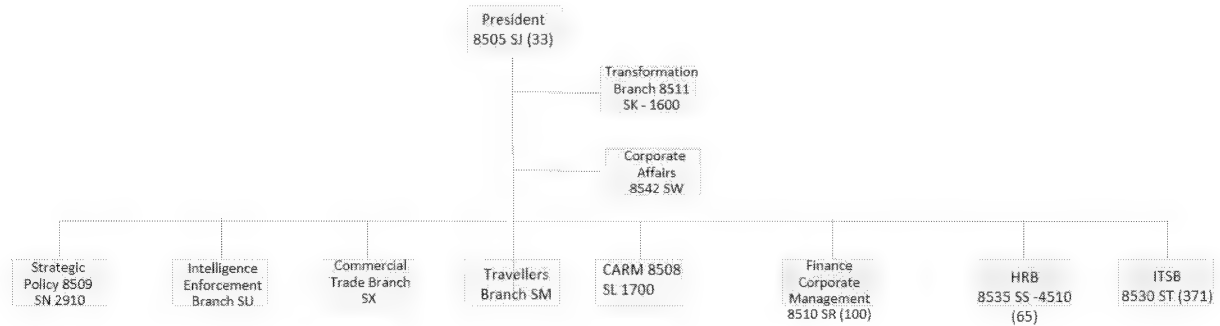 President
8505 SJ (33)
Transformation
Branch 8511
SK - 1600
Corporate
Affairs
8542 SW
Strategic
Policy 8509
SN 2910
Intelligence
Enforcement
Branch SU
Commercial
Trade Branch
SX
Travellers
Branch SM
CARM 8508
SL 1700
Finance
Corporate
Management
8510 SR (100)
HRB
8535 SS -4510
(65)
ITSB
8530 ST (371)